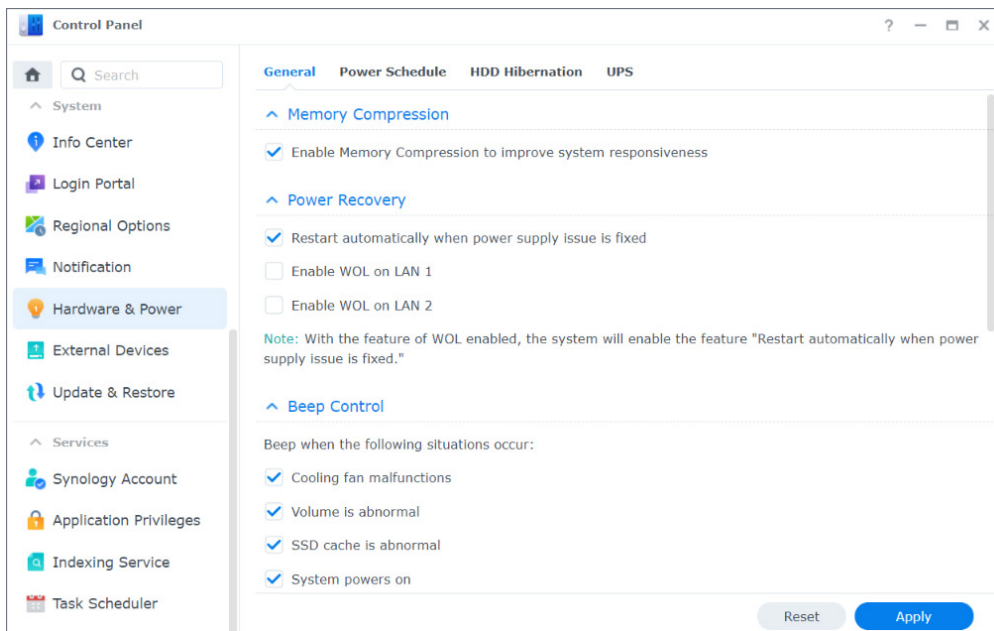 Control Panel
Search
System
Info Center
Login Portal
Regional Options
Notification
Hardware & Power
External Devices
Update & Restore
Services
Synology Account
Application Privileges
Indexing Service
Task Scheduler
General Power Schedule HDD Hibernation UPS
Memory Compression
Enable Memory Compression to improve system responsiveness
Power Recovery
Restart automatically when power supply issue is fixed
Enable WOL on LAN 1
Enable WOL on LAN 2
Note: With the feature of WOL enabled, the system will enable the feature "Restart automatically when power
supply issue is fixed."
Beep Control
Beep when the following situations occur:
Cooling fan malfunctions
Volume is abnormal
SSD cache is abnormal
System powers on
Reset Apply